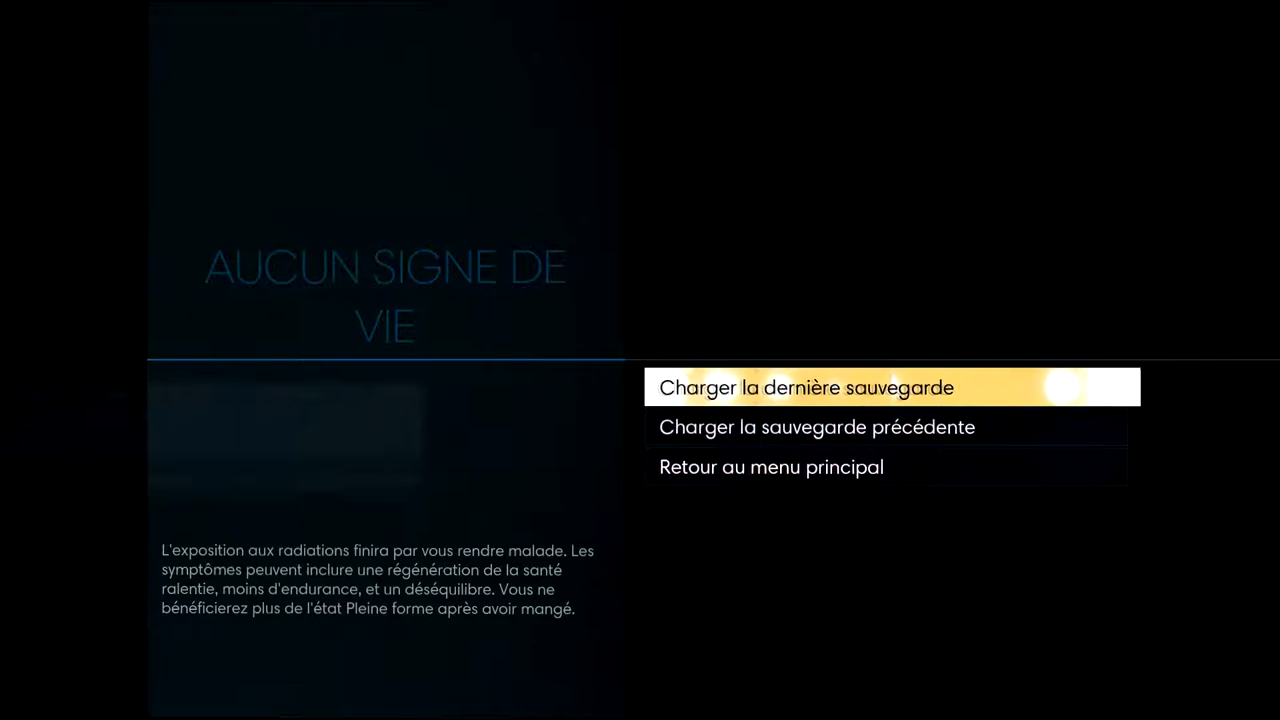 AUCUN SIGNE DE
VIE
Charger la dernière sauvegarde
Charger la sauvegarde précédente
Retour au menu principal
L'exposition aux radiations finira par vous rendre malade. Les
symptômes peuvent inclure une régénération de la santé
ralentie, moins d'endurance, et un déséquilibre. Vous ne
bénéficierez plus de l'état Pleine forme après avoir mangé.